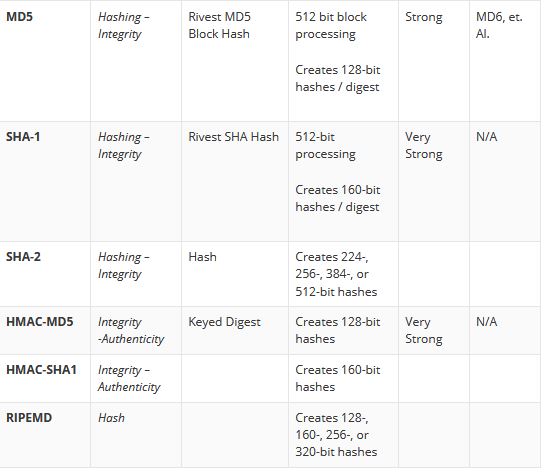 MD5
Hashing –
Integrity
Rivest MD5
Block Hash
512 bit block
processing
Creates 128-bit
hashes / digest
Strong
MD6, et.
Al.
SHA-1
Hashing –
Integrity
Rivest SHA Hash
512-bit
processing
Creates 160-bit
hashes / digest
Very
Strong
N/A
SHA-2
Hashing –
Integrity
Hash
Creates 224-,
256-, 384-, or
512-bit hashes
HMAC-MD5
Integrity
-Authenticity
Keyed Digest
Creates 128-bit
hashes
Very
Strong
N/A
HMAC-SHA1
Integrity –
Authenticity
Creates 160-bit
hashes
RIPEMD
Hash
Creates 128-,
160-, 256-, or
320-bit hashes